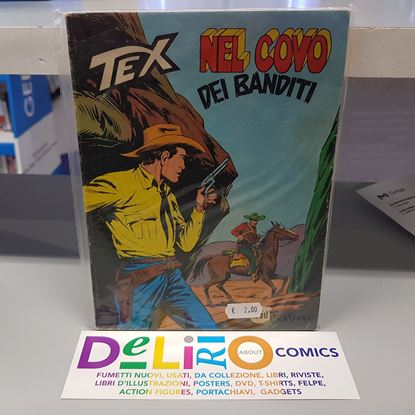 TEX
NEL COVO
DEI BANDITI
€ 2.00
DeLiRiO ABOUT COMICS
FUMETTI NUOVI, USATI, DA COLLEZIONE, LIBRI, RIVISTE,
LIBRI D'ILLUSTRAZIONI, POSTERS, DVD, T-SHIRTS, FELPE,
ACTION FIGURES, PORTACHIAVI, GADGETS